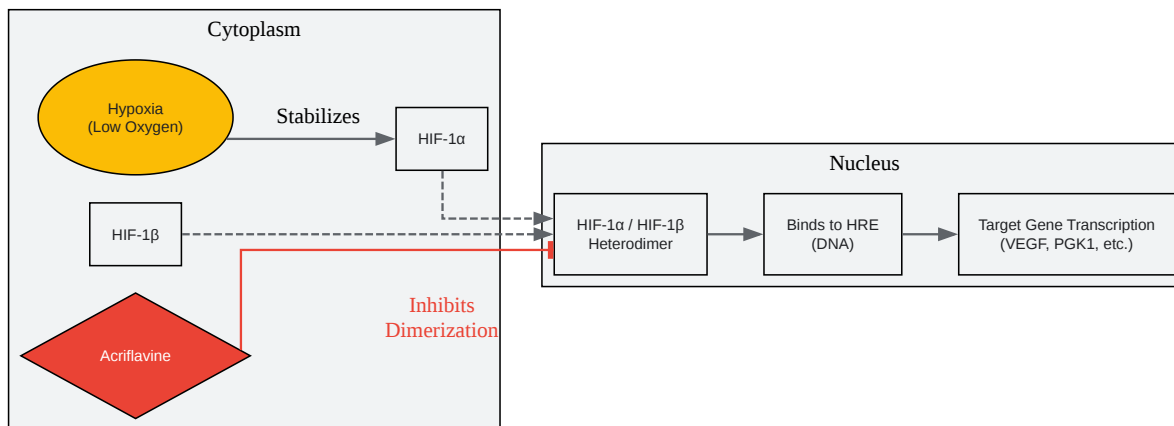 Cytoplasm
Hypoxia
(Low Oxygen)
Stabilizes
HIF-1α
HIF-1β
Acriflavine
Inhibits
Dimerization
Nucleus
HIF-1α / HIF-1β
Heterodimer
Binds to HRE
(DNA)
Target Gene Transcription
(VEGF, PGK1, etc.)